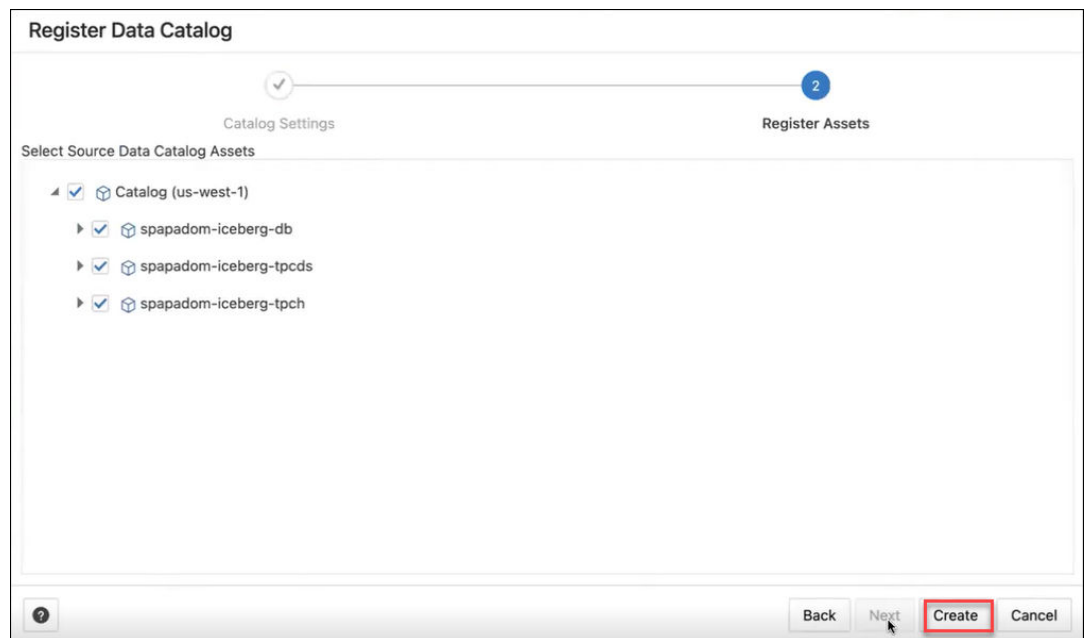 Register Data Catalog
2
Catalog Settings
Register Assets
Select Source Data Catalog Assets
Catalog (us-west-1)
spapadom-iceberg-db
spapadom-iceberg-tpcds
spapadom-iceberg-tpch
? Back Next Create Cancel